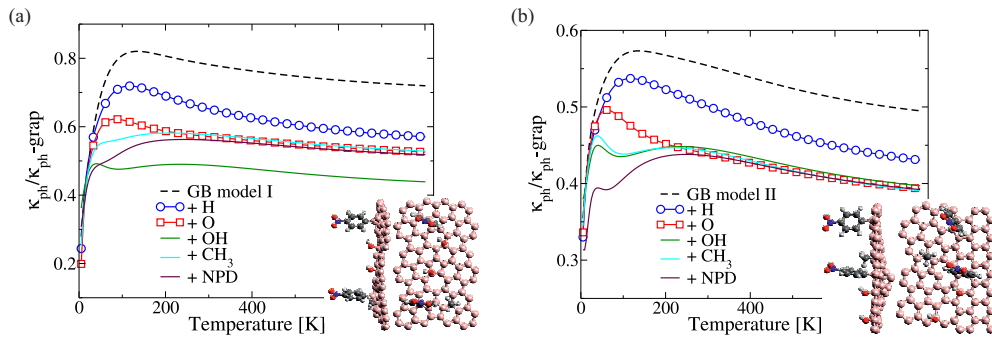 (a)
κph/κph-grap
0.8
0.6
0.4
0.2
GB model I
+ H
+ O
+ OH
+ CH3
+ NPD
0 200 400
Temperature [K]
(b)
κph/κph-grap
0.6
0.5
0.4
0.3
GB model II
+ H
+ O
+ OH
+ CH3
+ NPD
0 200 400
Temperature [K]